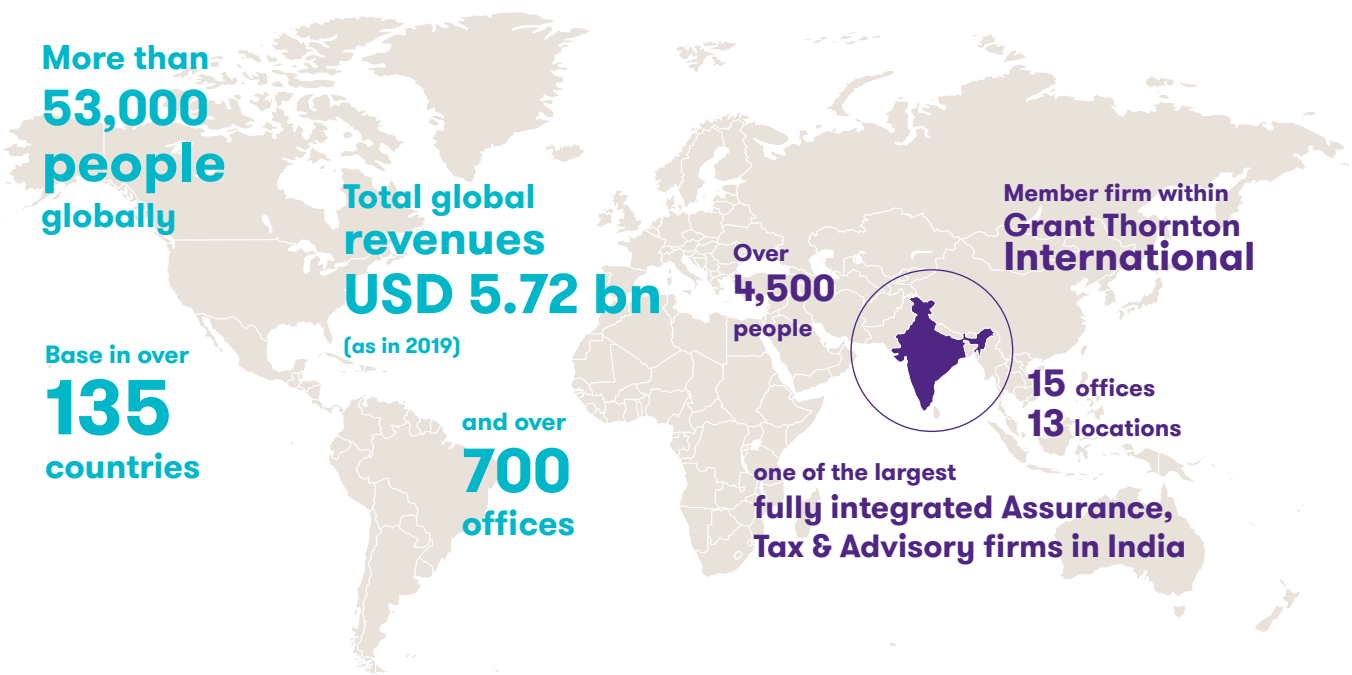 More than
53,000
people
globally
Total global
revenues
USD 5.72 bn
(as in 2019)
Base in over
135
countries
and over
700
offices
Over
4,500
people
Member firm within
Grant Thornton
International
15 offices
13 locations
one of the largest
fully integrated Assurance,
Tax & Advisory firms in India